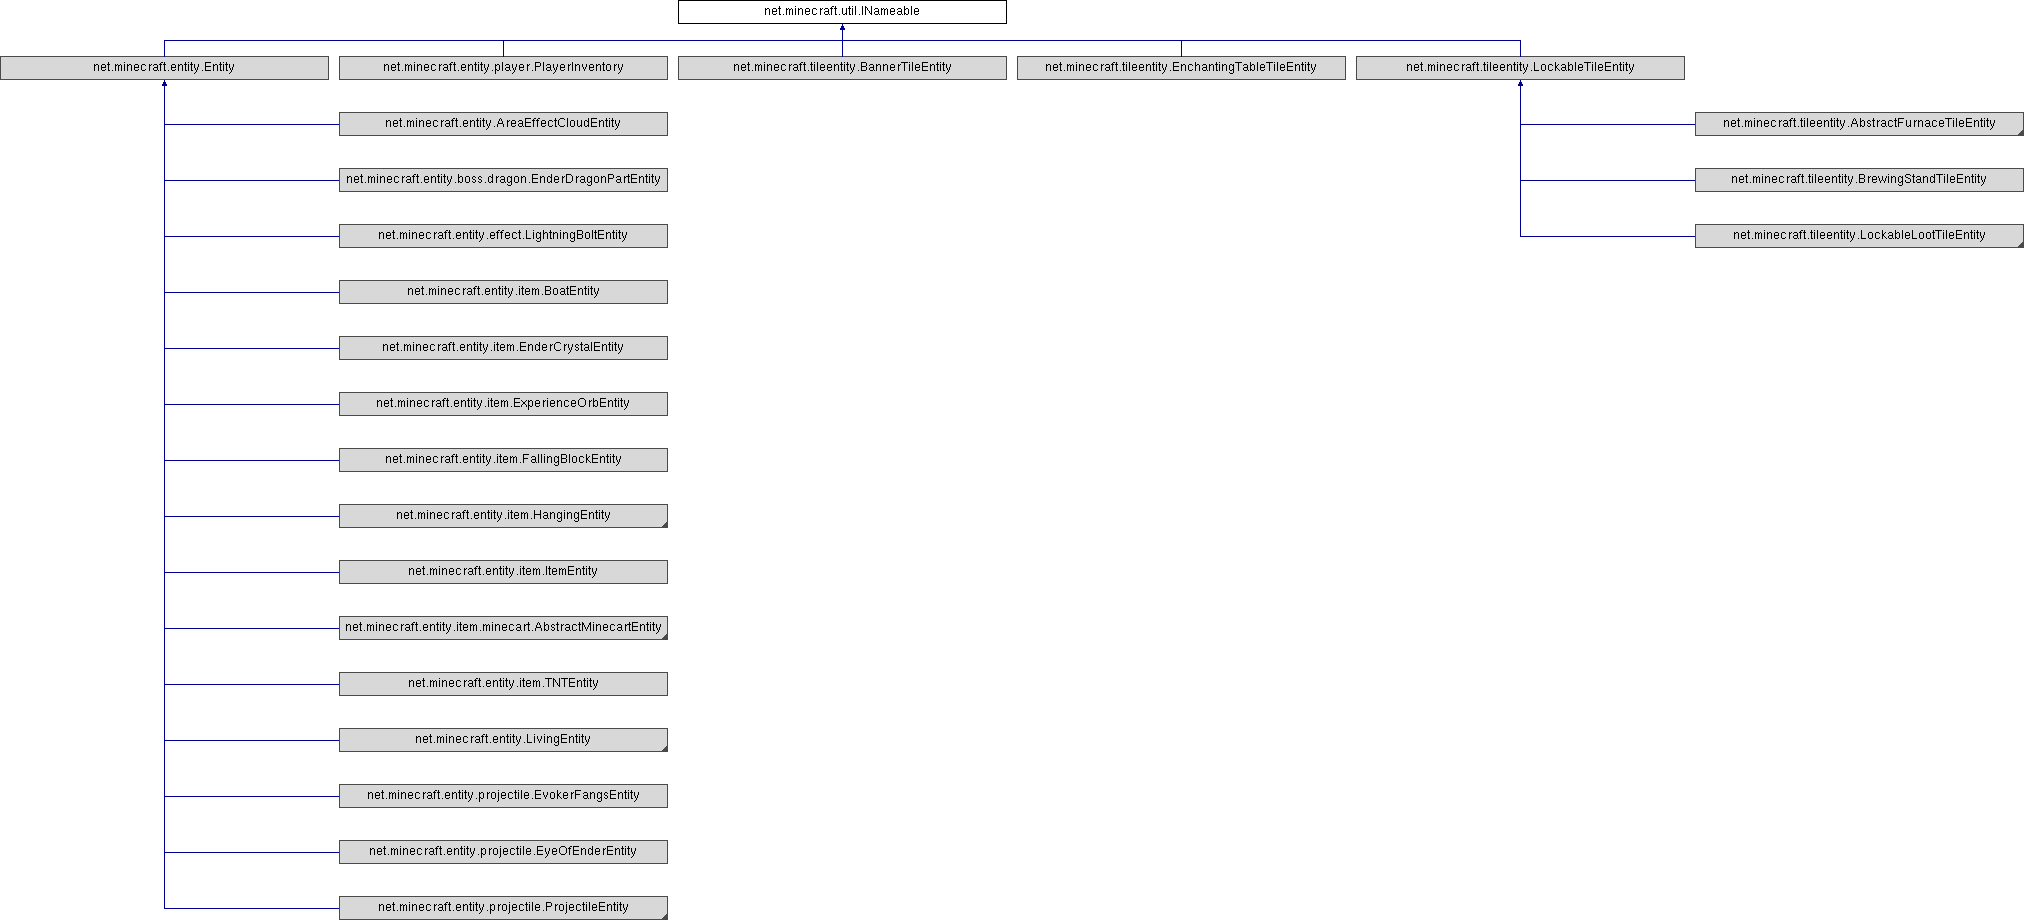 net.minecraft.util.INameable
net.minecraft.entity.Entity
net.minecraft.entity.player.PlayerInventory
net.minecraft.tileentity.BannerTileEntity
net.minecraft.tileentity.EnchantingTableTileEntity
net.minecraft.tileentity.LockableTileEntity
net.minecraft.entity.AreaEffectCloudEntity
net.minecraft.tileentity.AbstractFurnaceTileEntity
net.minecraft.entity.boss.dragon.EnderDragonPartEntity
net.minecraft.tileentity.BrewingStandTileEntity
net.minecraft.entity.effect.LightningBoltEntity
net.minecraft.tileentity.LockableLootTileEntity
net.minecraft.entity.item.BoatEntity
net.minecraft.entity.item.EnderCrystalEntity
net.minecraft.entity.item.ExperienceOrbEntity
net.minecraft.entity.item.FallingBlockEntity
net.minecraft.entity.item.HangingEntity
net.minecraft.entity.item.ItemEntity
net.minecraft.entity.item.minecart.AbstractMinecartEntity
net.minecraft.entity.item.TNTEntity
net.minecraft.entity.LivingEntity
net.minecraft.entity.projectile.EvokerFangsEntity
net.minecraft.entity.projectile.EyeOfEnderEntity
net.minecraft.entity.projectile.ProjectileEntity